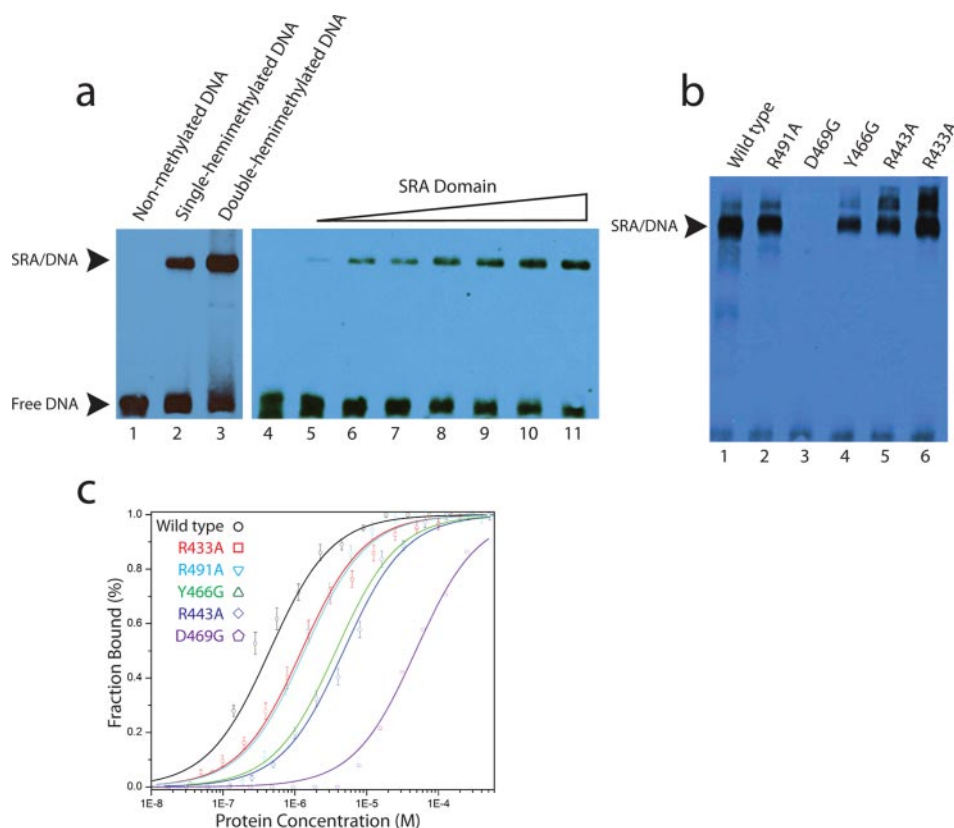 a
Non-methylated DNA
Single-hemimethylated DNA
Double-hemimethylated DNA
SRA Domain
SRA/DNA
Free DNA
1 2 3 4 5 6 7 8 9 10 11
b
Wild type
R491A
D469G
Y466G
R443A
R433A
SRA/DNA
1 2 3 4 5 6
c
Wild type
R433A
R491A
Y466G
R443A
D469G
Fraction Bound (%)
1.0
0.8
0.6
0.4
0.2
0.0
1E-8 1E-7 1E-6 1E-5 1E-4
Protein Concentration (M)